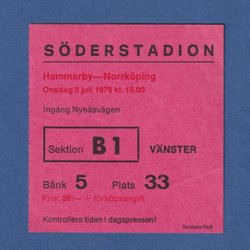 SÖDERSTADION
Hammarby—Norrköping
Onsdag 5 juli 1978 kl. 19.00
Ingång Nynäsvägen
Sektion B 1 VÄNSTER
Bänk 5 Plats 33
Pris: 20:— + förköpsavgift
Kontrollera tiden i dagspressen!